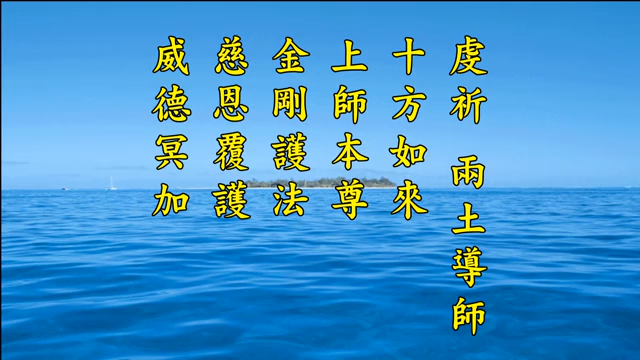 虔祈 兩土導師
十方如來
上師本尊
金剛護法
慈恩覆護
威德冥加